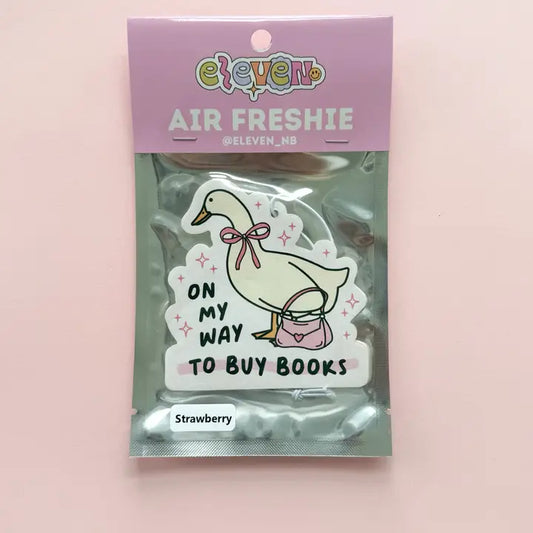 eleven
AIR FRESHIE
@ELEVEN_NB
ON
MY
WAY
TO BUY BOOKS
Strawberry